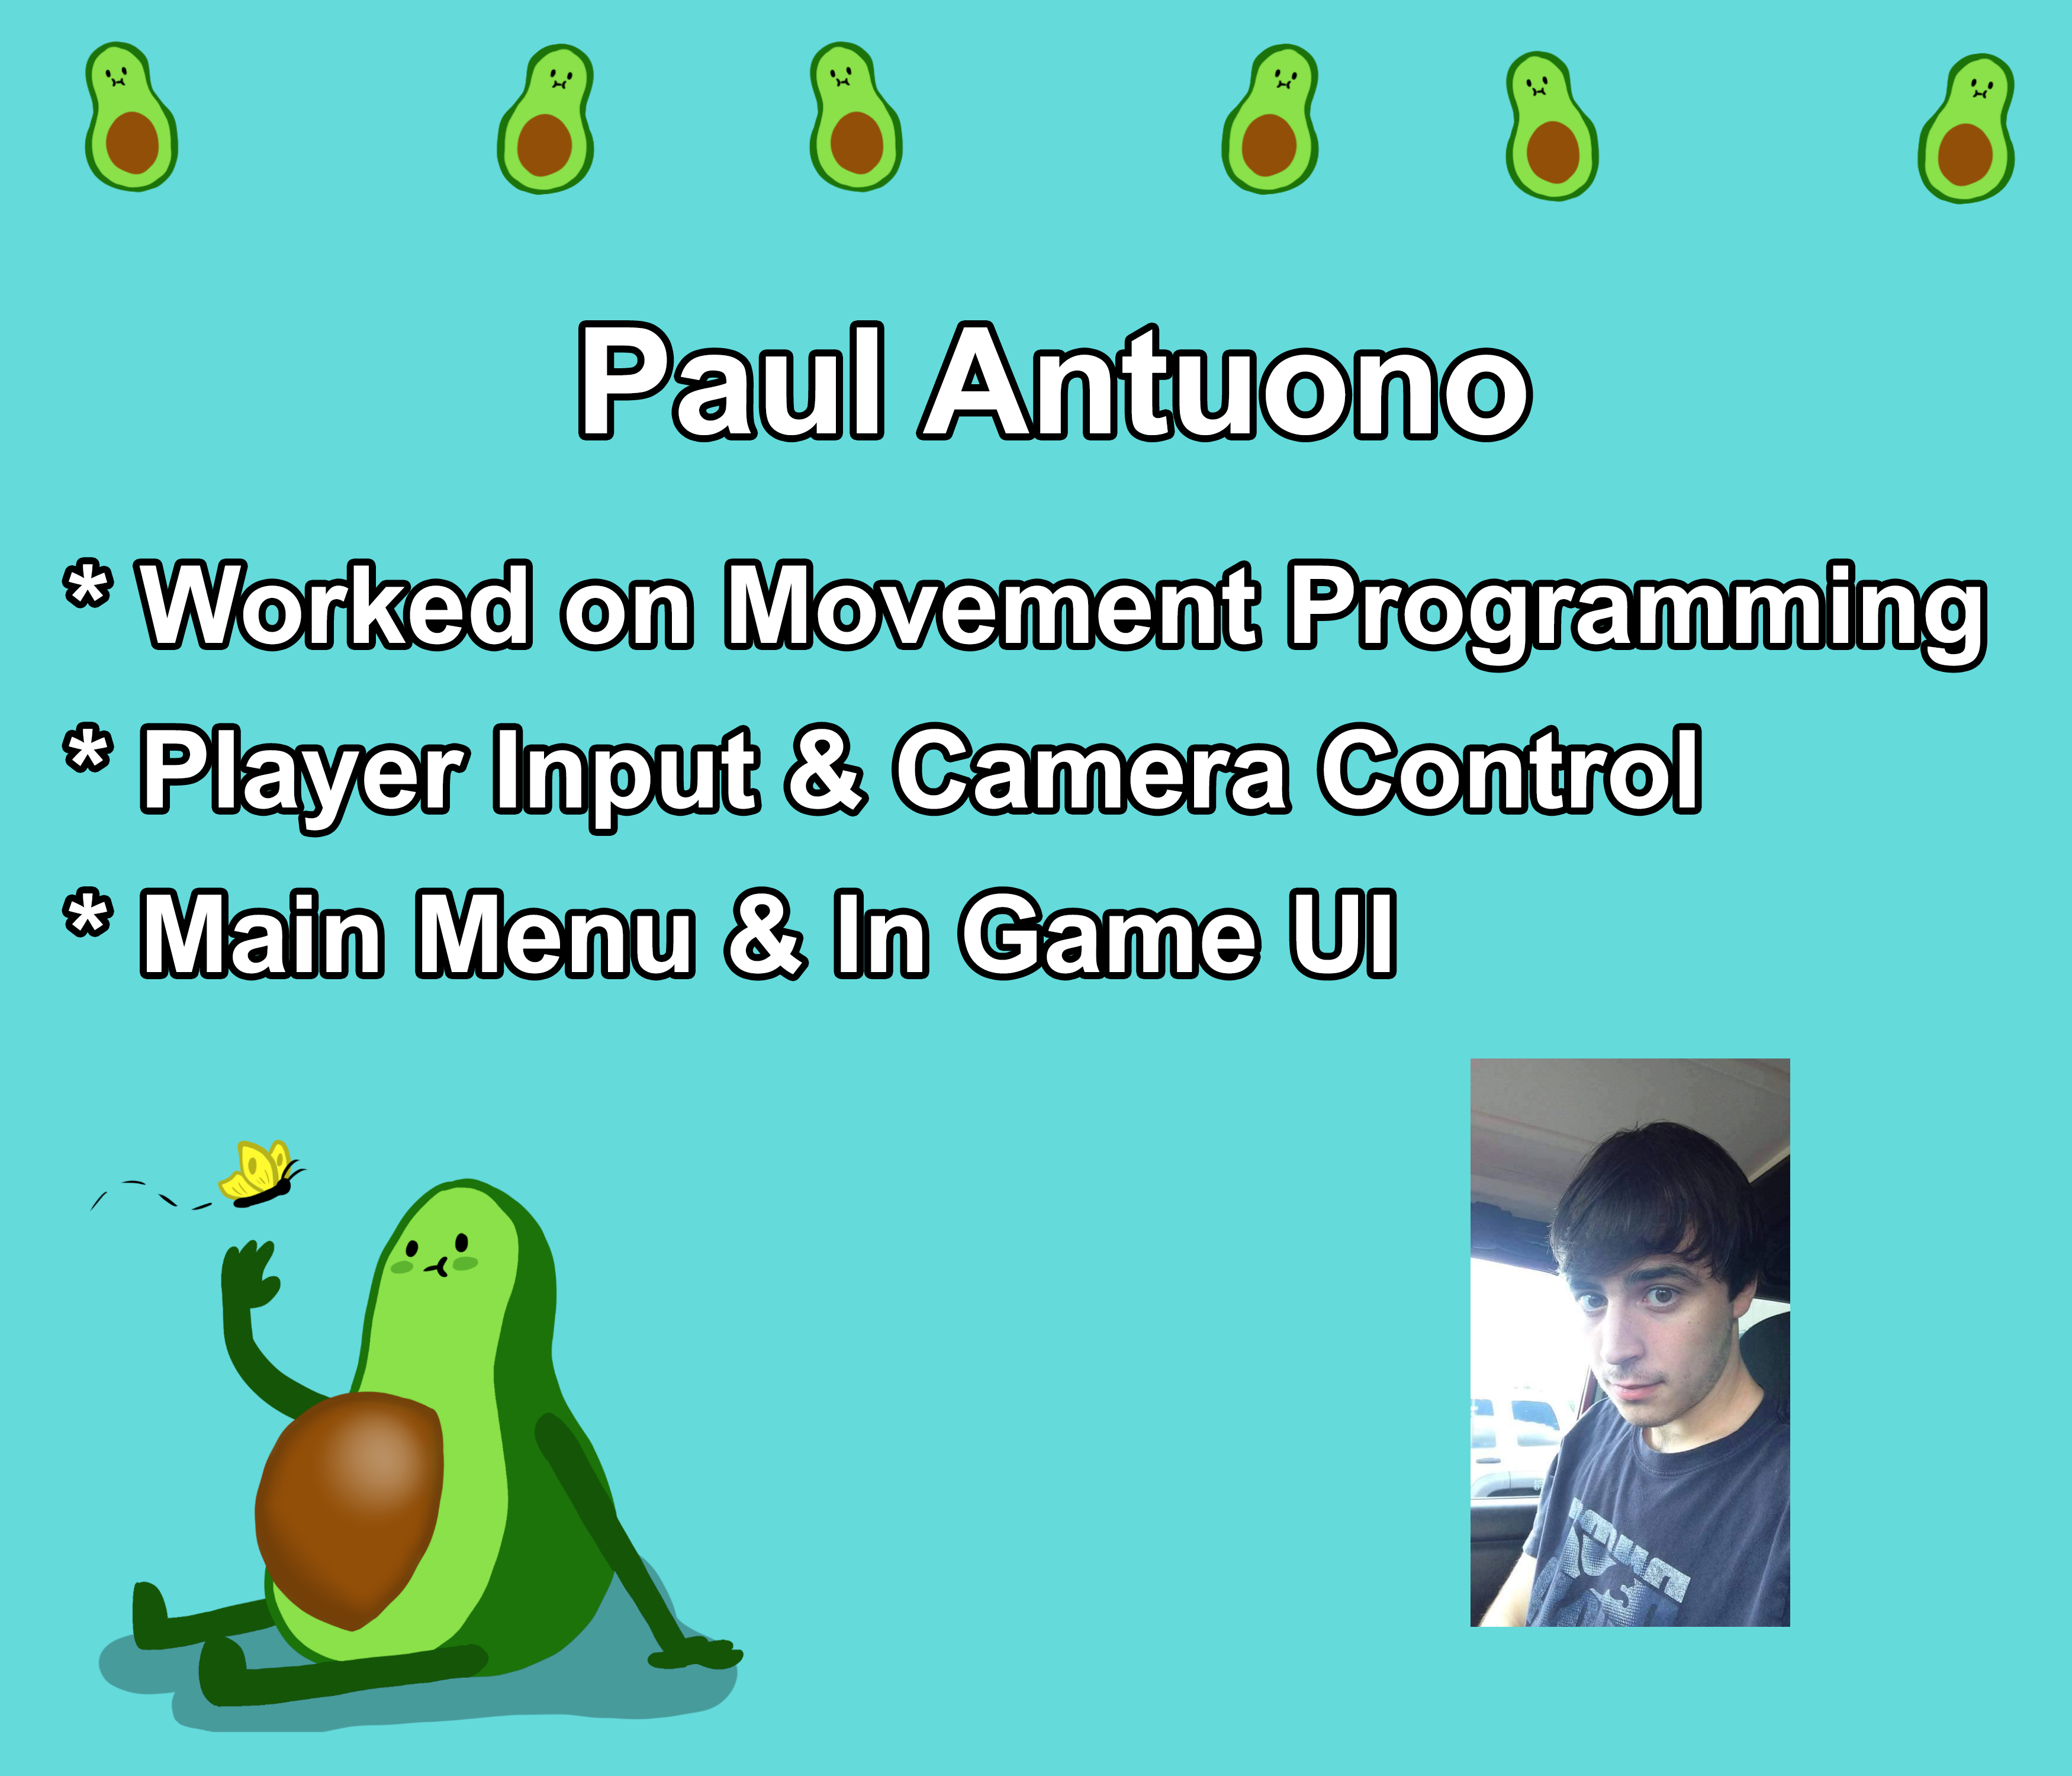 Paul Antuono
* Worked on Movement Programming
* Player Input & Camera Control
* Main Menu & In Game UI